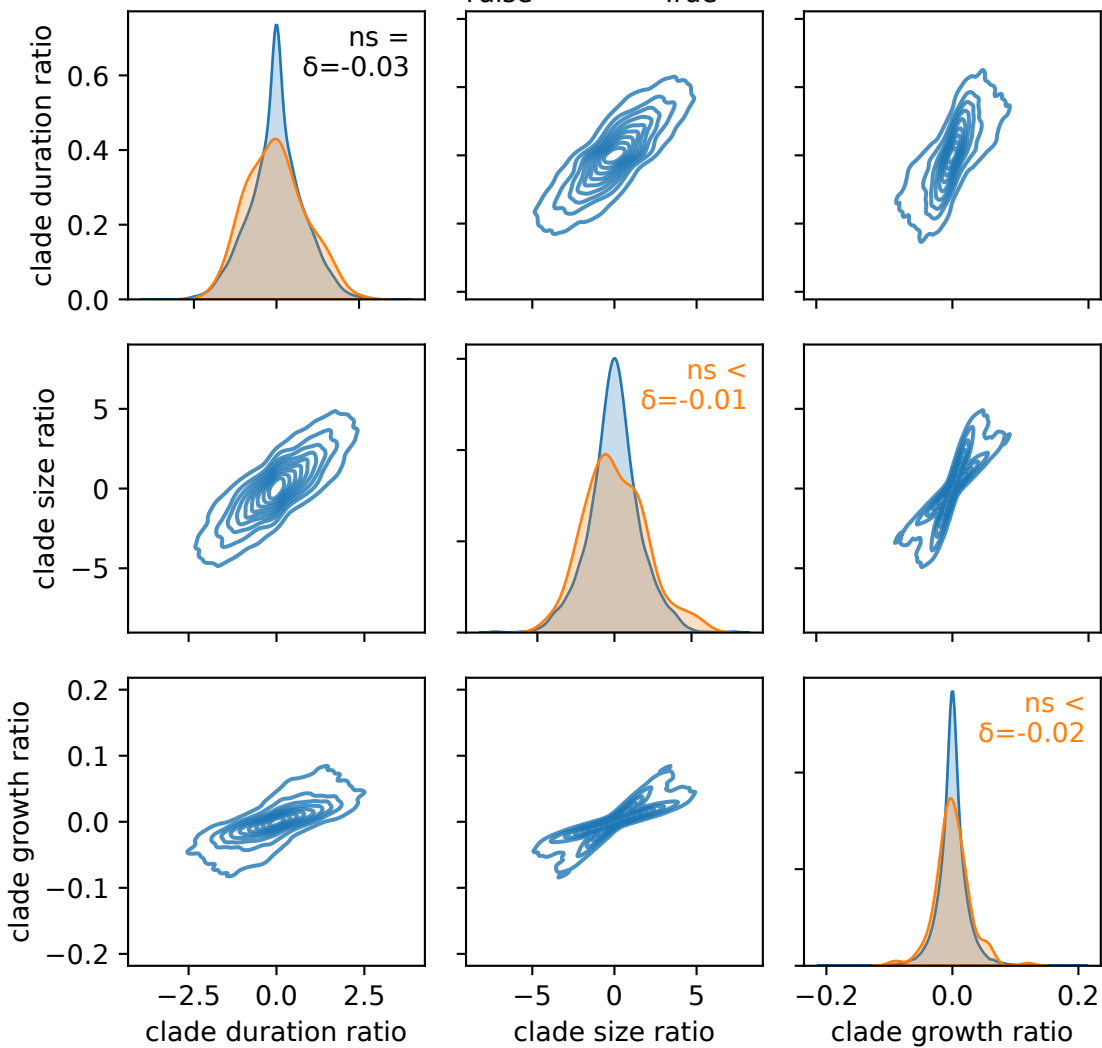 True
clade duration ratio
0.6
0.4
0.2
0.0
ns =
δ=-0.03
clade size ratio
5
0
−5
ns <
δ=-0.01
clade growth ratio
0.2
0.1
0.0
−0.1
−0.2
ns <
δ=-0.02
−2.5 0.0 2.5
clade duration ratio
−5 0 5
clade size ratio
−0.2 0.0 0.2
clade growth ratio